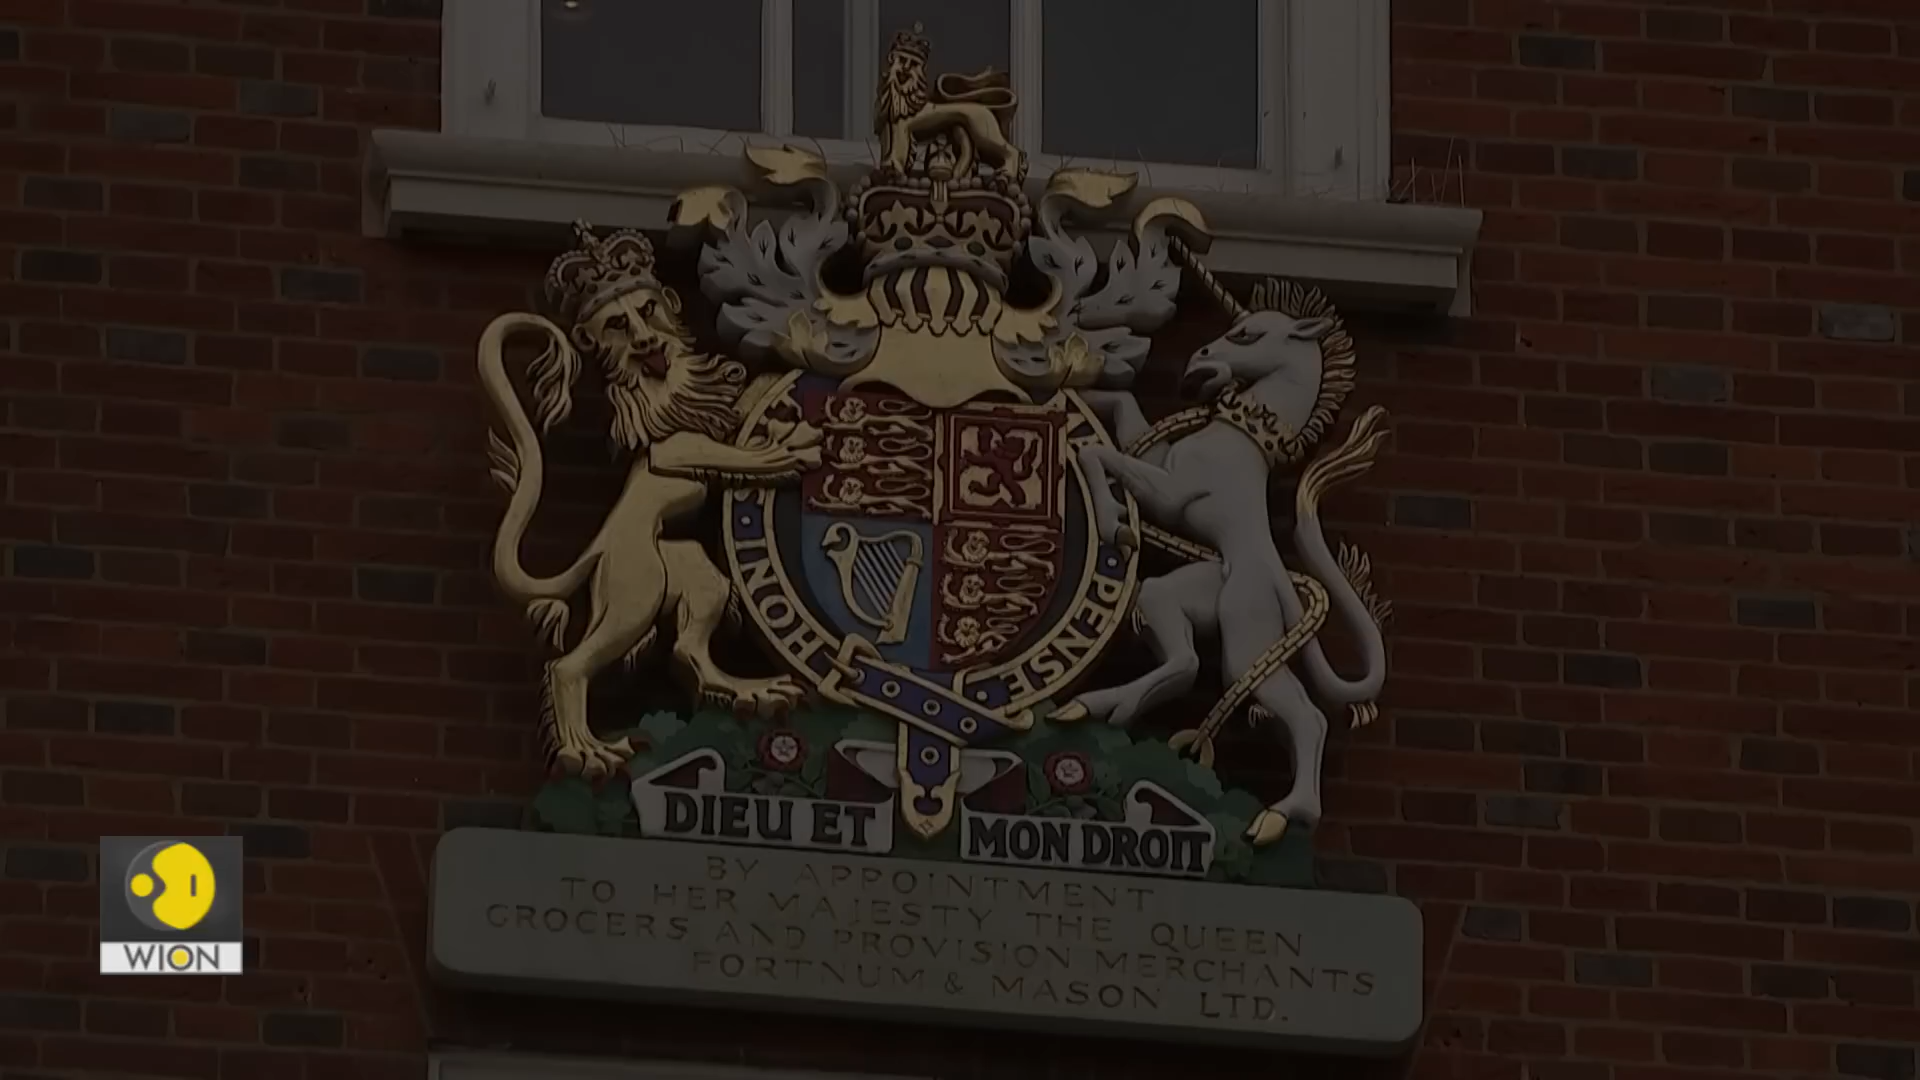 HONI
PENSE
DIEU ET MON DROIT
BY APPOINTMENT
TO HER MAJESTY THE QUEEN
GROCERS AND PROVISION MERCHANTS
FORTNUM & MASON LTD.
WION